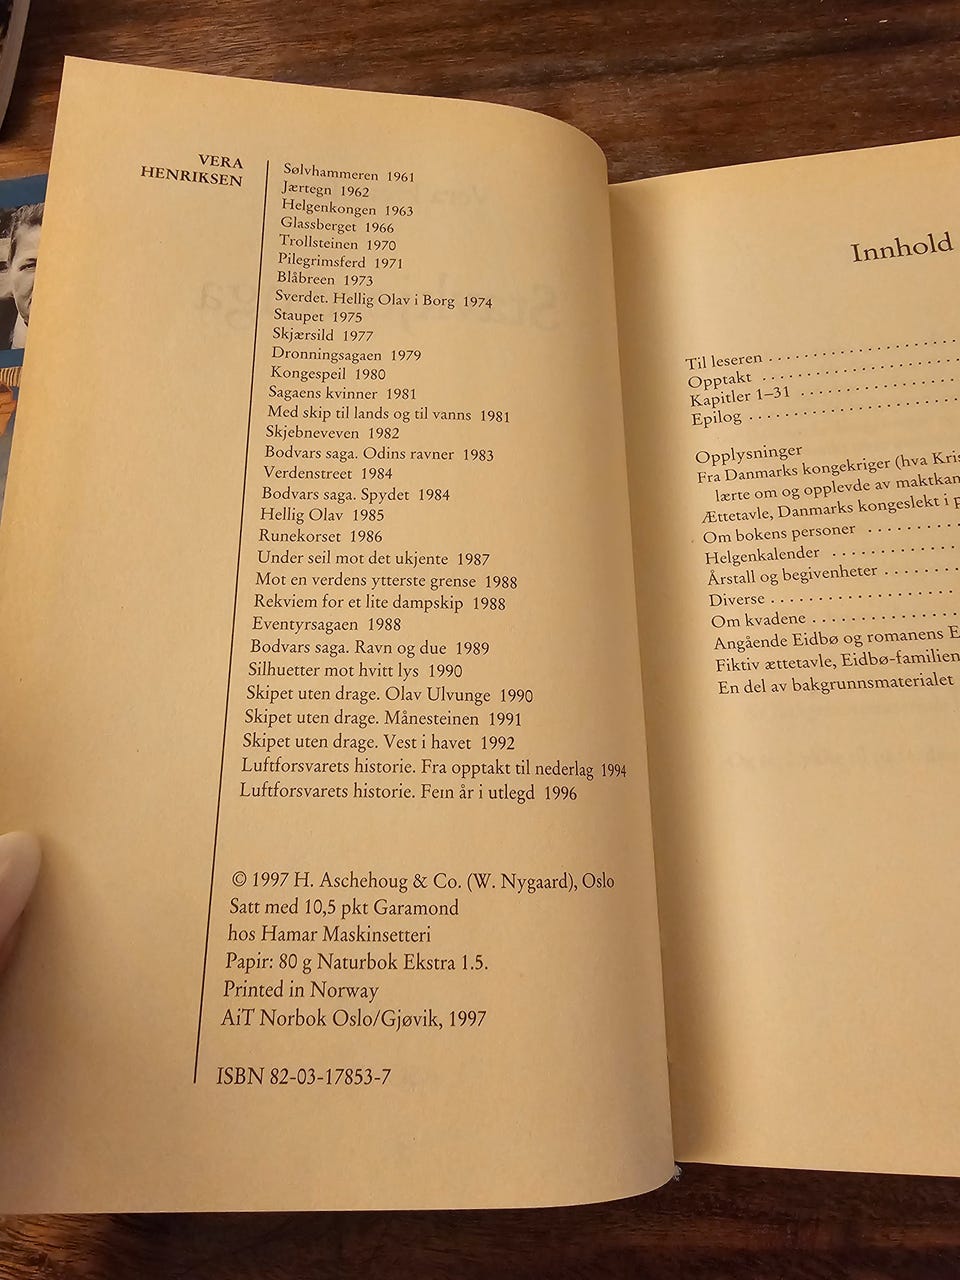 VERA
HENRIKSEN
Sølvhammeren 1961
Jærtegn 1962
Helgenkongen 1963
Glassberget 1966
Trollsteinen 1970
Pilegrimsferd 1971
Blåbreen 1973
Sverdet. Hellig Olav i Borg 1974
Staupet 1975
Skjærsild 1977
Dronningsagaen 1979
Kongespeil 1980
Sagaens kvinner 1981
Med skip til lands og til vanns 1981
Skjebneveven 1982
Bodvars saga. Odins ravner 1983
Verdenstreet 1984
Bodvars saga. Spydet 1984
Hellig Olav 1985
Runekorset 1986
Under seil mot det ukjente 1987
Mot en verdens ytterste grense 1988
Rekviem for et lite dampskip 1988
Eventyrsagaen 1988
Bodvars saga. Ravn og due 1989
Silhuetter mot hvitt lys 1990
Skipet uten drage. Olav Ulvunge 1990
Skipet uten drage. Månesteinen 1991
Skipet uten drage. Vest i havet 1992
Luftforsvarets historie. Fra opptakt til nederlag 1994
Luftforsvarets historie. Fem år i utlegd 1996
© 1997 H. Aschehoug & Co. (W. Nygaard), Oslo
Satt med 10,5 pkt Garamond
hos Hamar Maskinsetteri
Papir: 80 g Naturbok Ekstra 1.5.
Printed in Norway
AiT Norbok Oslo/Gjøvik, 1997
ISBN 82-03-17853-7
Innhold
Til leseren
Opptakt
Kapitler 1–31
Epilog
Opplysninger
Fra Danmarks kongekriger (hva Kris
lærte om og opplevde av maktkan
Ættetavle, Danmarks kongeslekt i p
Om bokens personer
Helgenkalender
Årstall og begivenheter
Diverse
Om kvadene
Angående Eidbø og romanens E
Fiktiv ættetavle, Eidbø-familien
En del av bakgrunnsmaterialet